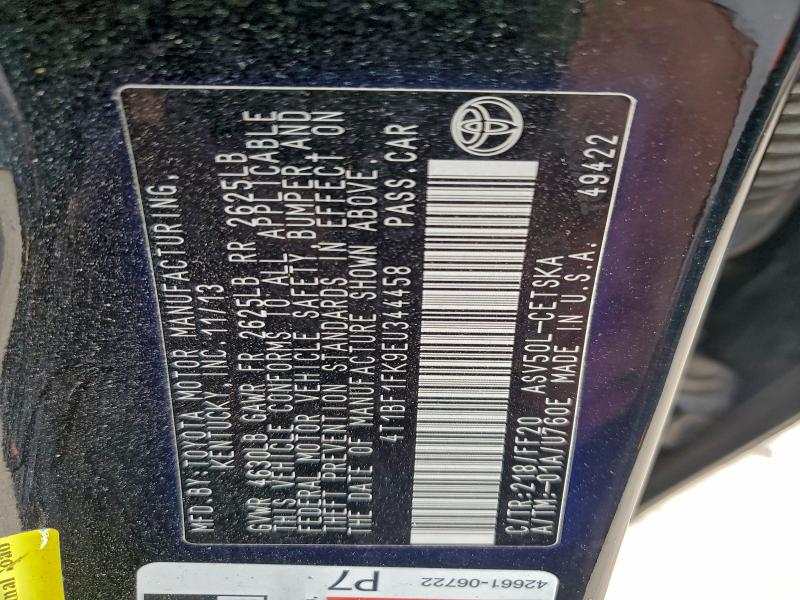 MFD.BY:TOYOTA MOTOR MANUFACTURING,
KENTUCKY, INC. 11/13
GVWR 4630LB GAWR FR 2625LB RR 2625LB
THIS VEHICLE CONFORMS TO ALL APPLICABLE
FEDERAL MOTOR VEHICLE SAFETY, BUMPER, AND
THEFT PREVENTION STANDARDS IN EFFECT ON
THE DATE OF MANUFACTURE SHOWN ABOVE.
4T1BF1FK9EU344458 PASS.CAR
C/TR:218/FF20 ASV50L-CETSKA
A/TM:-01A/U760E MADE IN U.S.A. 49422
P7
42661-06722